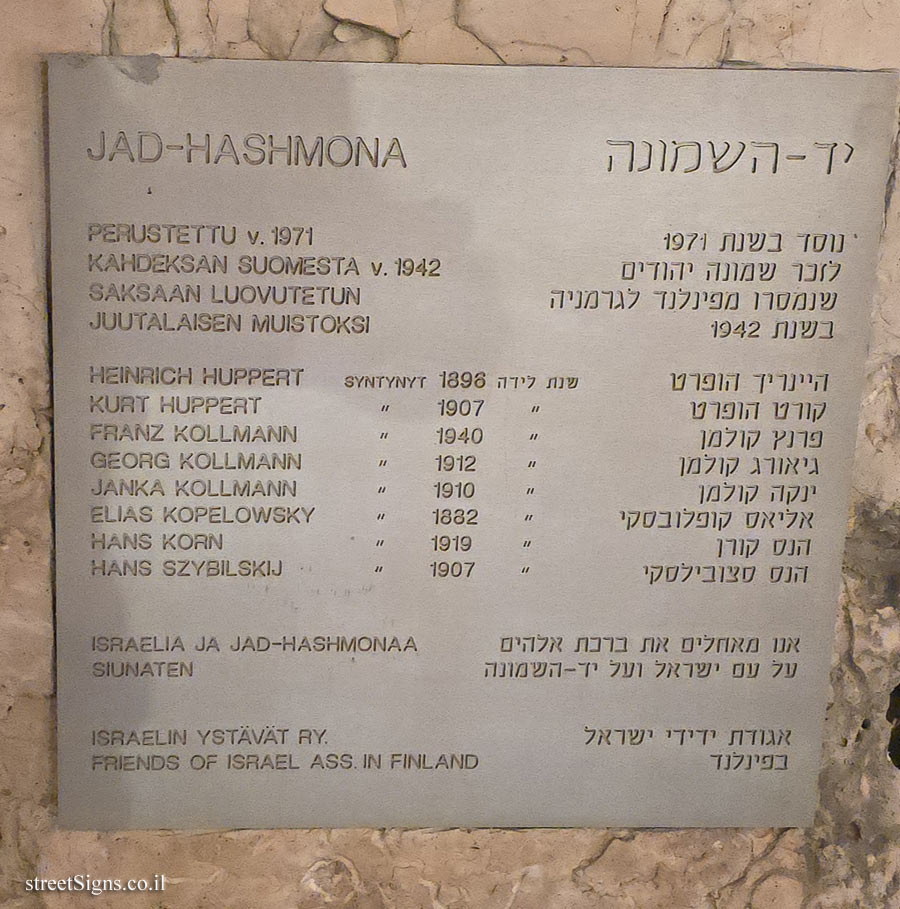 JAD-HASHMONA יד-השמונה
PERUSTETTU v. 1971 נוסד בשנת 1971
KAHDEKSAN SUOMESTA v. 1942 לזכר שמונה יהודים
SAKSAAN LUOVUTETUN שנמסרו מפינלנד לגרמניה
JUUTALAISEN MUISTOKSI בשנת 1942
HEINRICH HUPPERT SYNTYNYT 1896 שנת לידה היינריך הופרט
KURT HUPPERT 〃 1907 〃 קורט הופרט
FRANZ KOLLMANN 〃 1940 〃 פרנץ קולמן
GEORG KOLLMANN 〃 1912 〃 גיאורג קולמן
JANKA KOLLMANN 〃 1910 〃 ינקה קולמן
ELIAS KOPELOWSKY 〃 1882 〃 אליאס קופלובסקי
HANS KORN 〃 1919 〃 הנס קורן
HANS SZYBILSKIJ 〃 1907 〃 הנס סצובילסקי
ISRAELIA JA JAD-HASHMONAA אנו מאחלים את ברכת אלהים
SIUNATEN על עם ישראל ועל יד-השמונה
ISRAELIN YSTÄVÄT RY. אגודת ידידי ישראל
FRIENDS OF ISRAEL ASS. IN FINLAND בפינלנד
streetSigns.co.il